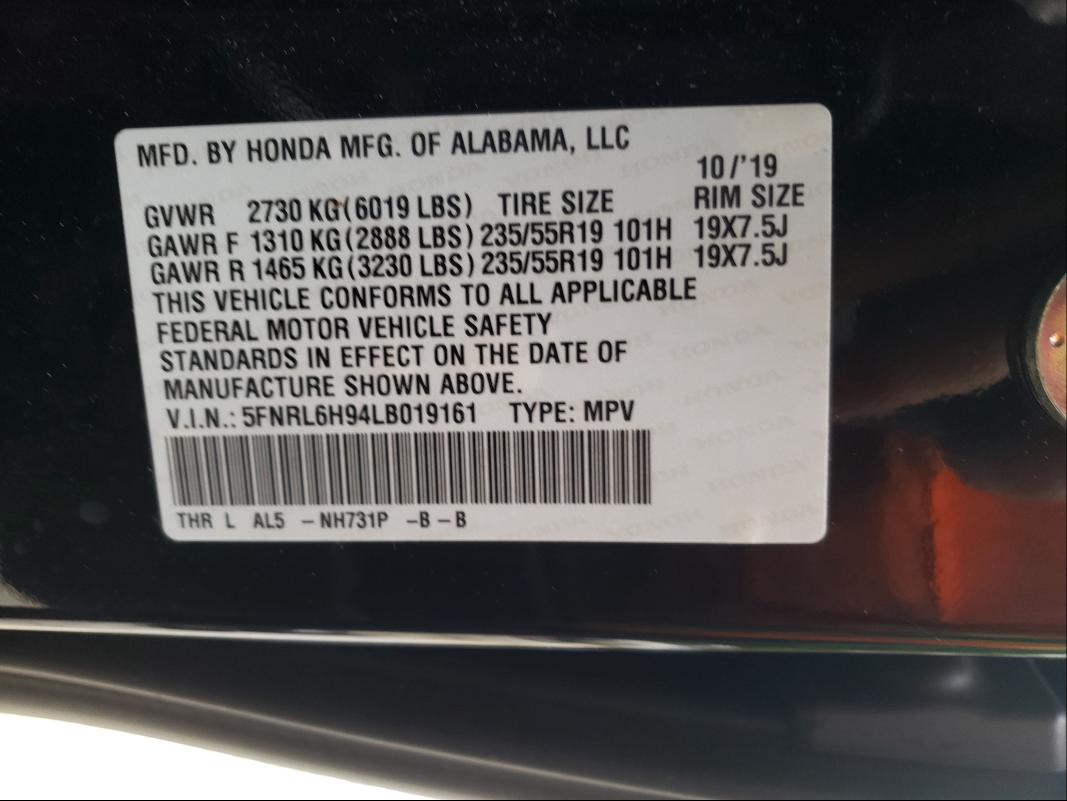 MFD. BY HONDA MFG. OF ALABAMA, LLC
10/'19
GVWR 2730 KG(6019 LBS) TIRE SIZE RIM SIZE
GAWR F 1310 KG(2888 LBS) 235/55R19 101H 19X7.5J
GAWR R 1465 KG(3230 LBS) 235/55R19 101H 19X7.5J
THIS VEHICLE CONFORMS TO ALL APPLICABLE
FEDERAL MOTOR VEHICLE SAFETY
STANDARDS IN EFFECT ON THE DATE OF
MANUFACTURE SHOWN ABOVE.
V.I.N.: 5FNRL6H94LB019161 TYPE: MPV
THR L AL5 -NH731P -B-B